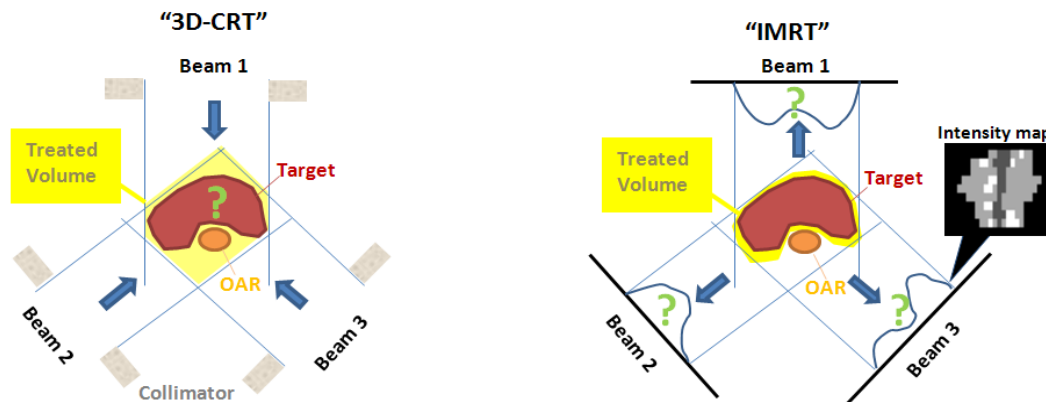 “3D-CRT”
Beam 1
Treated
Volume
Target
?
OAR
Beam 2
Beam 3
Collimator
“IMRT”
Beam 1
?
Intensity map
Treated
Volume
Target
OAR
?
?
Beam 2
Beam 3